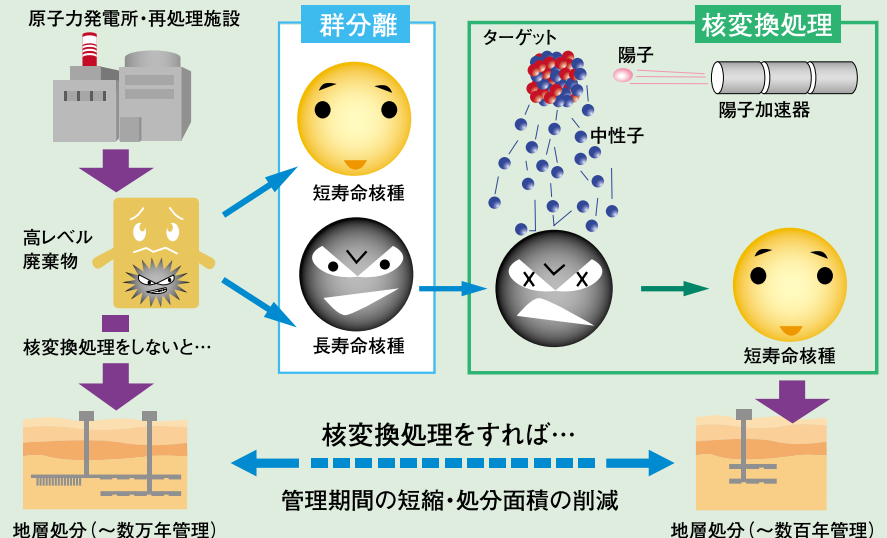 原子力発電所・再処理施設
群分離
核変換処理
ターゲット
陽子
陽子加速器
中性子
短寿命核種
高レベル
廃棄物
長寿命核種
短寿命核種
核変換処理をしないと…
核変換処理をすれば…
管理期間の短縮・処分面積の削減
地層処分（～数万年管理）
地層処分（～数百年管理）